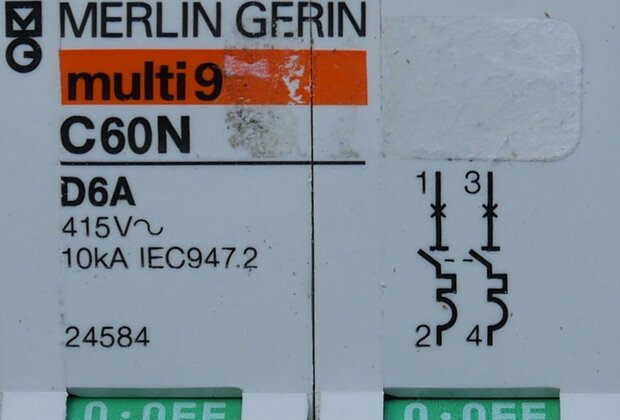 MERLIN GERIN
multi 9
C60N
D6A
415V~
10kA IEC947.2
24584
1 3
2 4
O·OFF O·OFF